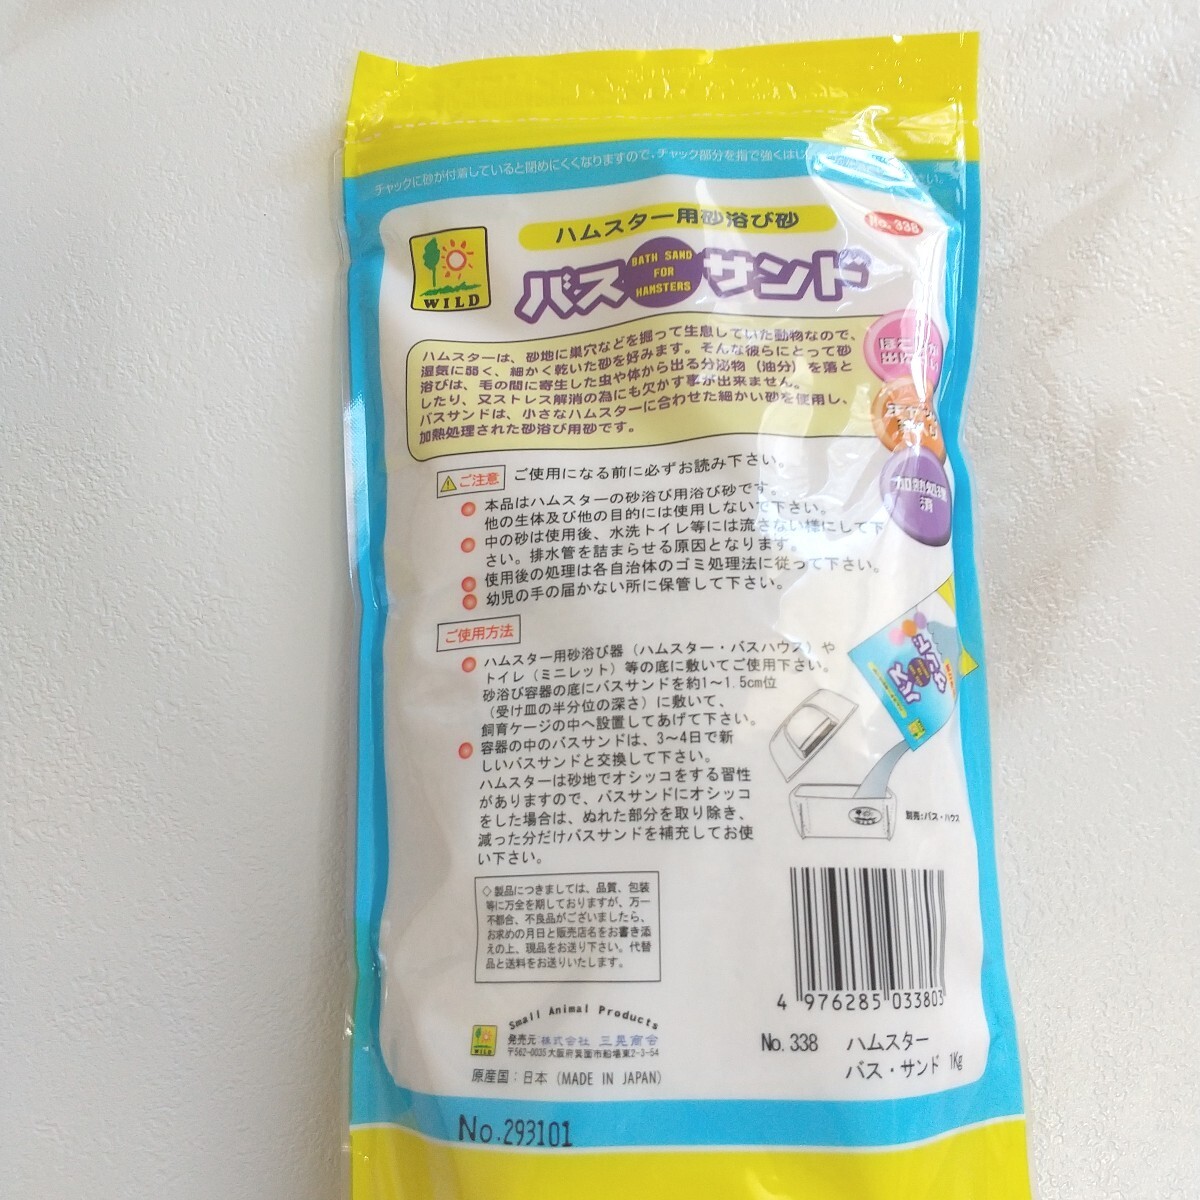 チャックに砂が付着していると閉めにくくなりますので、チャック部分を指で強くはじ
い。
ハムスター用砂浴び砂
No. 338
WILD
バス
BATH SAND
FOR
HAMSTERS
サンド
ハムスターは、砂地に巣穴などを掘って生息していた動物なので、
湿気に弱く、細かく乾いた砂を好みます。そんな彼らにとって砂
浴びは、毛の間に寄生した虫や体から出る分泌物（油分）を落と
したり、又ストレス解消の為にも欠かす事が出来ません。
バスサンドは、小さなハムスターに合わせた細かい砂を使用し、
加熱処理された砂浴び用砂です。
加熱処理
済
ご注意 ご使用になる前に必ずお読み下さい。
本品はハムスターの砂浴び用浴び砂です。
他の生体及び他の目的には使用しないで下さい。
中の砂は使用後、水洗トイレ等には流さない様にして下
さい。排水管を詰まらせる原因となります。
使用後の処理は各自治体のゴミ処理法に従って下さい。
幼児の手の届かない所に保管して下さい。
ご使用方法
ハムスター用砂浴び器（ハムスター・バスハウス）や
トイレ（ミニレット）等の底に敷いてご使用下さい。
砂浴び容器の底にバスサンドを約1～1.5cm位
（受け皿の半分位の深さ）に敷いて、
飼育ケージの中へ設置してあげて下さい。
容器の中のバスサンドは、3～4日で新
しいバスサンドと交換して下さい。
ハムスターは砂地でオシッコをする習性
がありますので、バスサンドにオシッコ
をした場合は、ぬれた部分を取り除き、
減った分だけバスサンドを補充してお使
い下さい。
バス
サンド
別売:バス・ハウス
◇製品につきましては、品質、包装
等に万全を期しておりますが、万一
不都合、不良品がございましたら、
お求めの月日と販売店名をお書き添
えの上、現品をお送り下さい。代替
品と送料をお送りいたします。
4 976285 033803
Small Animal Products
WILD
発売元 株式会社 三晃商会
〒562-0035 大阪府箕面市船場東2-3-54
原産国：日本 (MADE IN JAPAN)
No. 338 ハムスター
バス・サンド 1Kg
No.293101